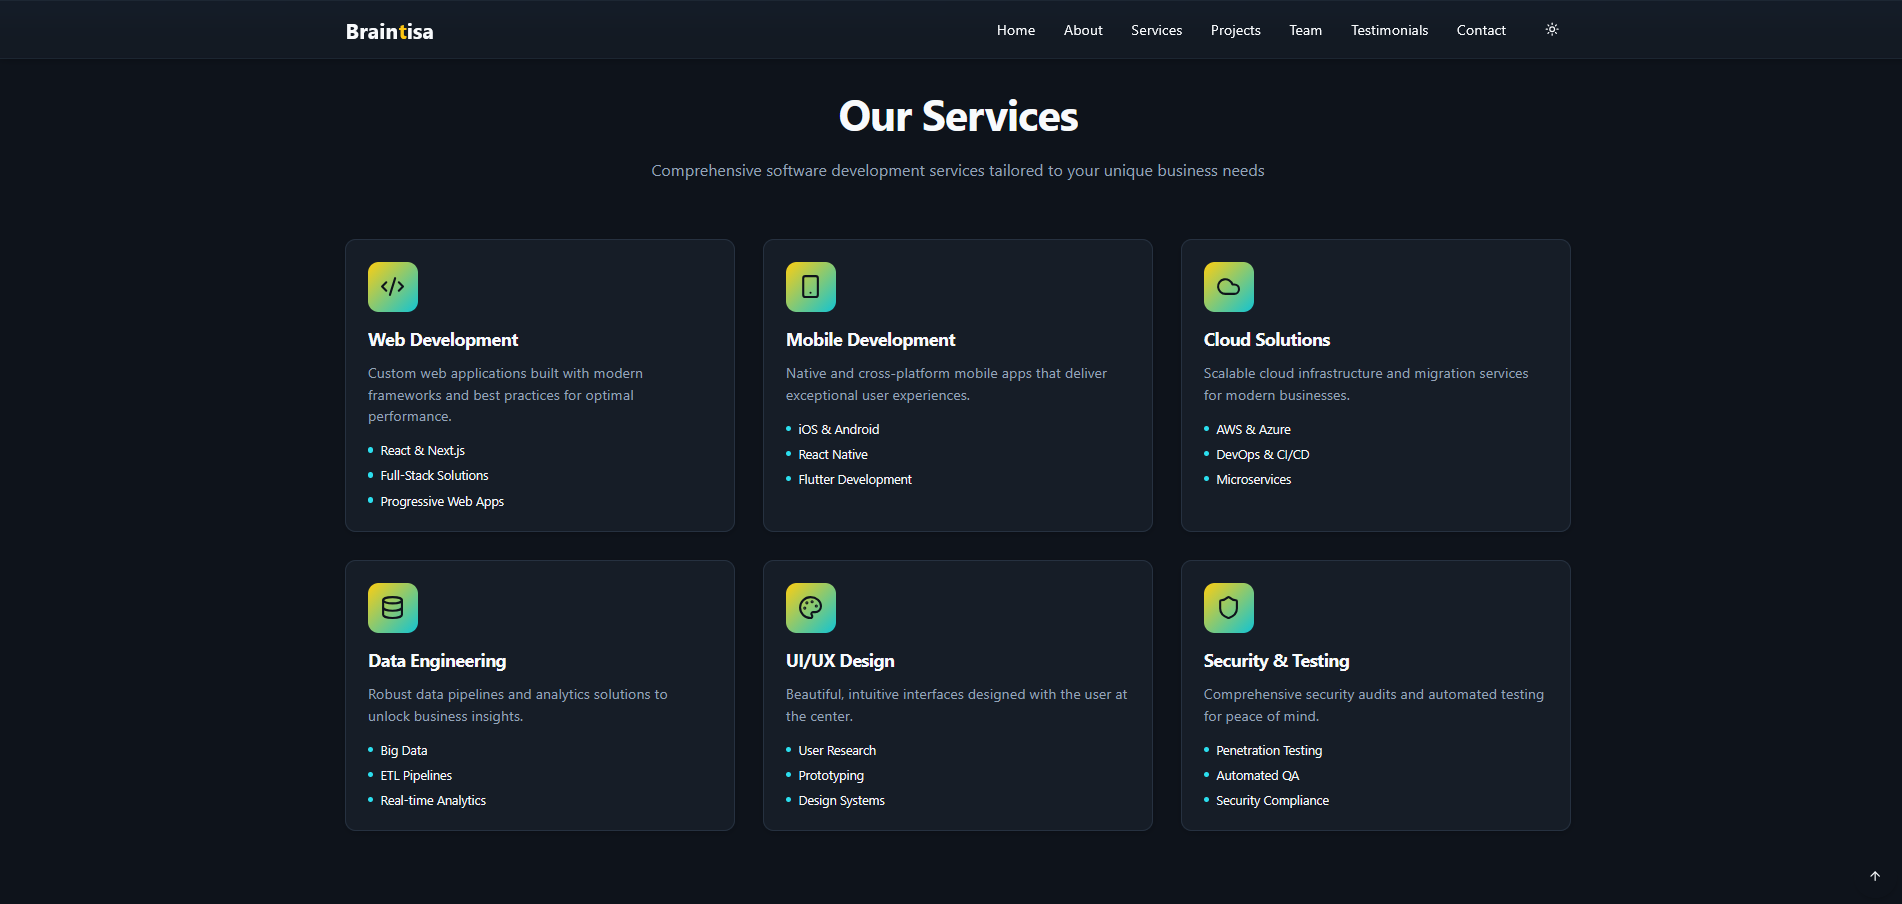 Braintisa
Home About Services Projects Team Testimonials Contact
Our Services
Comprehensive software development services tailored to your unique business needs
Web Development
Custom web applications built with modern
frameworks and best practices for optimal
performance.
React & Next.js
Full-Stack Solutions
Progressive Web Apps
Mobile Development
Native and cross-platform mobile apps that deliver
exceptional user experiences.
iOS & Android
React Native
Flutter Development
Cloud Solutions
Scalable cloud infrastructure and migration services
for modern businesses.
AWS & Azure
DevOps & CI/CD
Microservices
Data Engineering
Robust data pipelines and analytics solutions to
unlock business insights.
Big Data
ETL Pipelines
Real-time Analytics
UI/UX Design
Beautiful, intuitive interfaces designed with the user at
the center.
User Research
Prototyping
Design Systems
Security & Testing
Comprehensive security audits and automated testing
for peace of mind.
Penetration Testing
Automated QA
Security Compliance